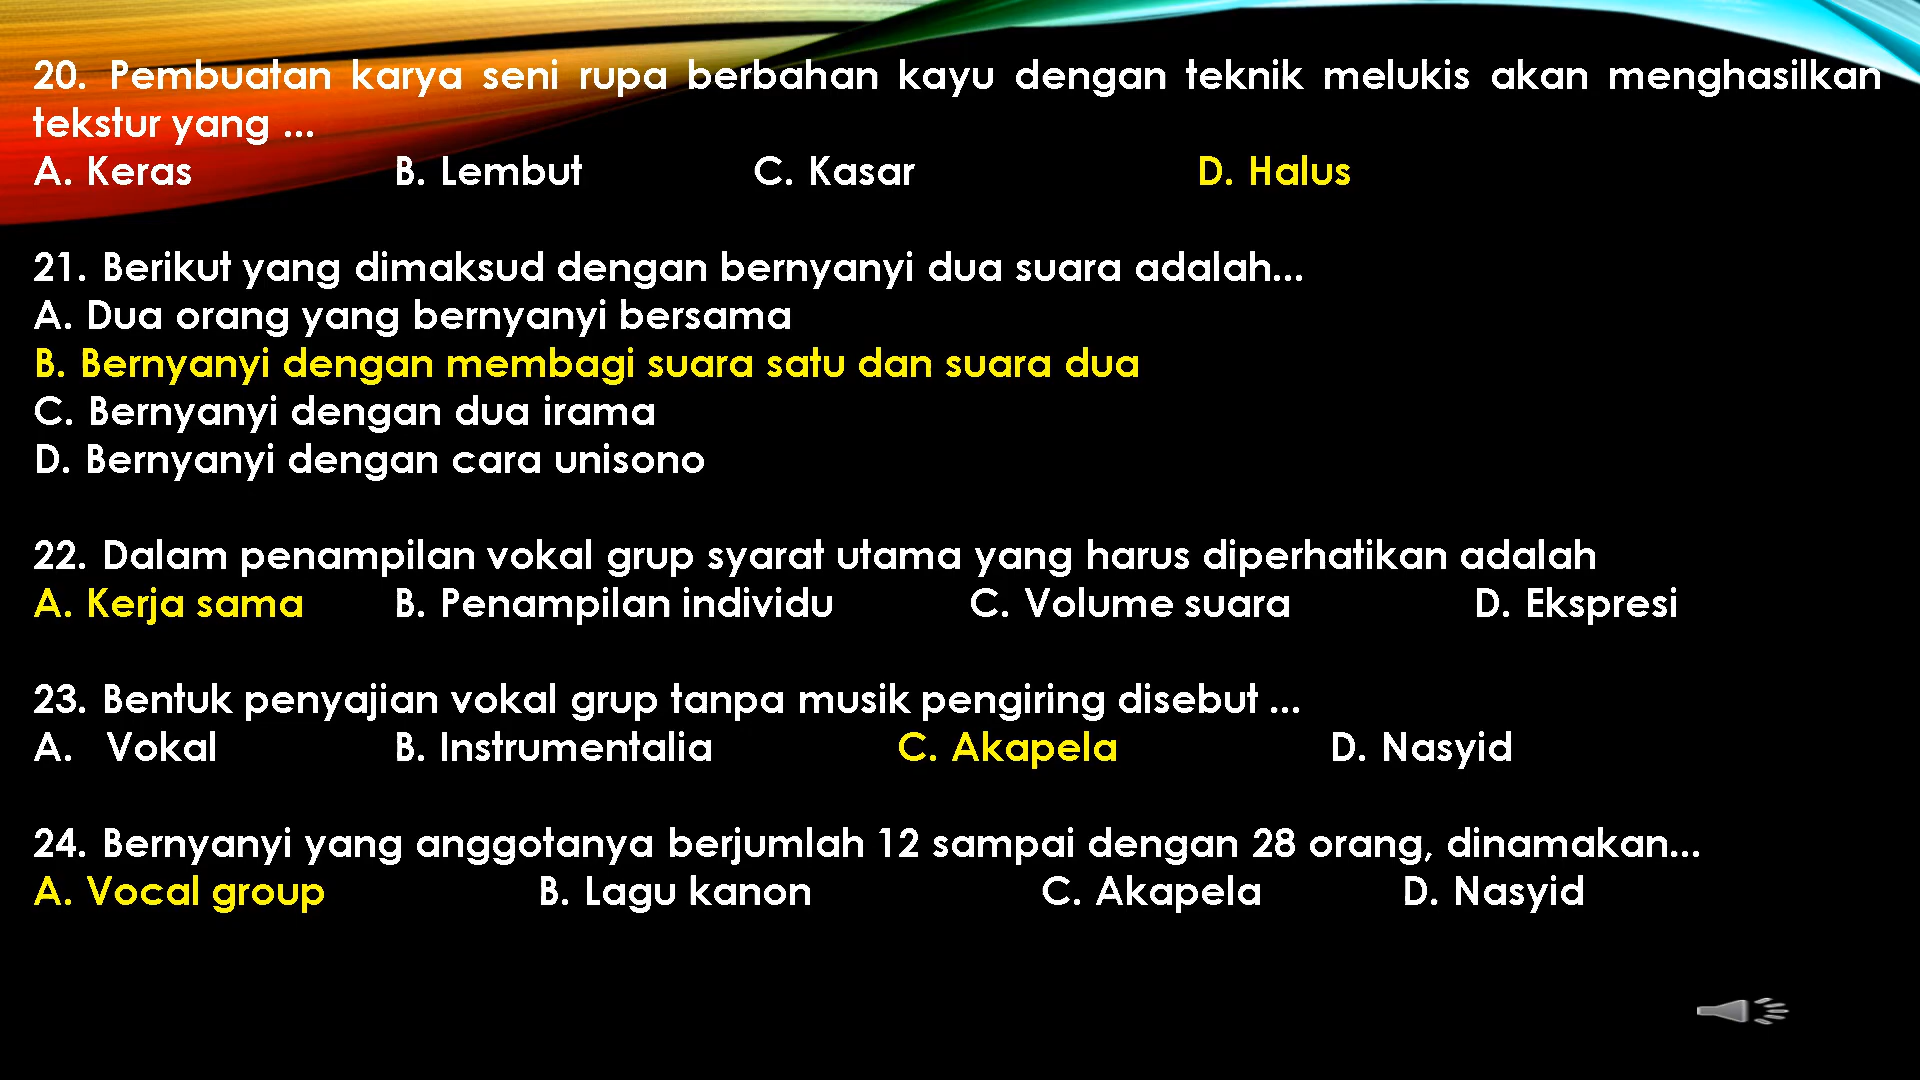 20. Pembuatan karya seni rupa berbahan kayu dengan teknik melukis akan menghasilkan
tekstur yang ...
A. Keras B. Lembut C. Kasar D. Halus
21. Berikut yang dimaksud dengan bernyanyi dua suara adalah...
A. Dua orang yang bernyanyi bersama
B. Bernyanyi dengan membagi suara satu dan suara dua
C. Bernyanyi dengan dua irama
D. Bernyanyi dengan cara unisono
22. Dalam penampilan vokal grup syarat utama yang harus diperhatikan adalah
A. Kerja sama B. Penampilan individu C. Volume suara D. Ekspresi
23. Bentuk penyajian vokal grup tanpa musik pengiring disebut ...
A. Vokal B. Instrumentalia C. Akapela D. Nasyid
24. Bernyanyi yang anggotanya berjumlah 12 sampai dengan 28 orang, dinamakan...
A. Vocal group B. Lagu kanon C. Akapela D. Nasyid